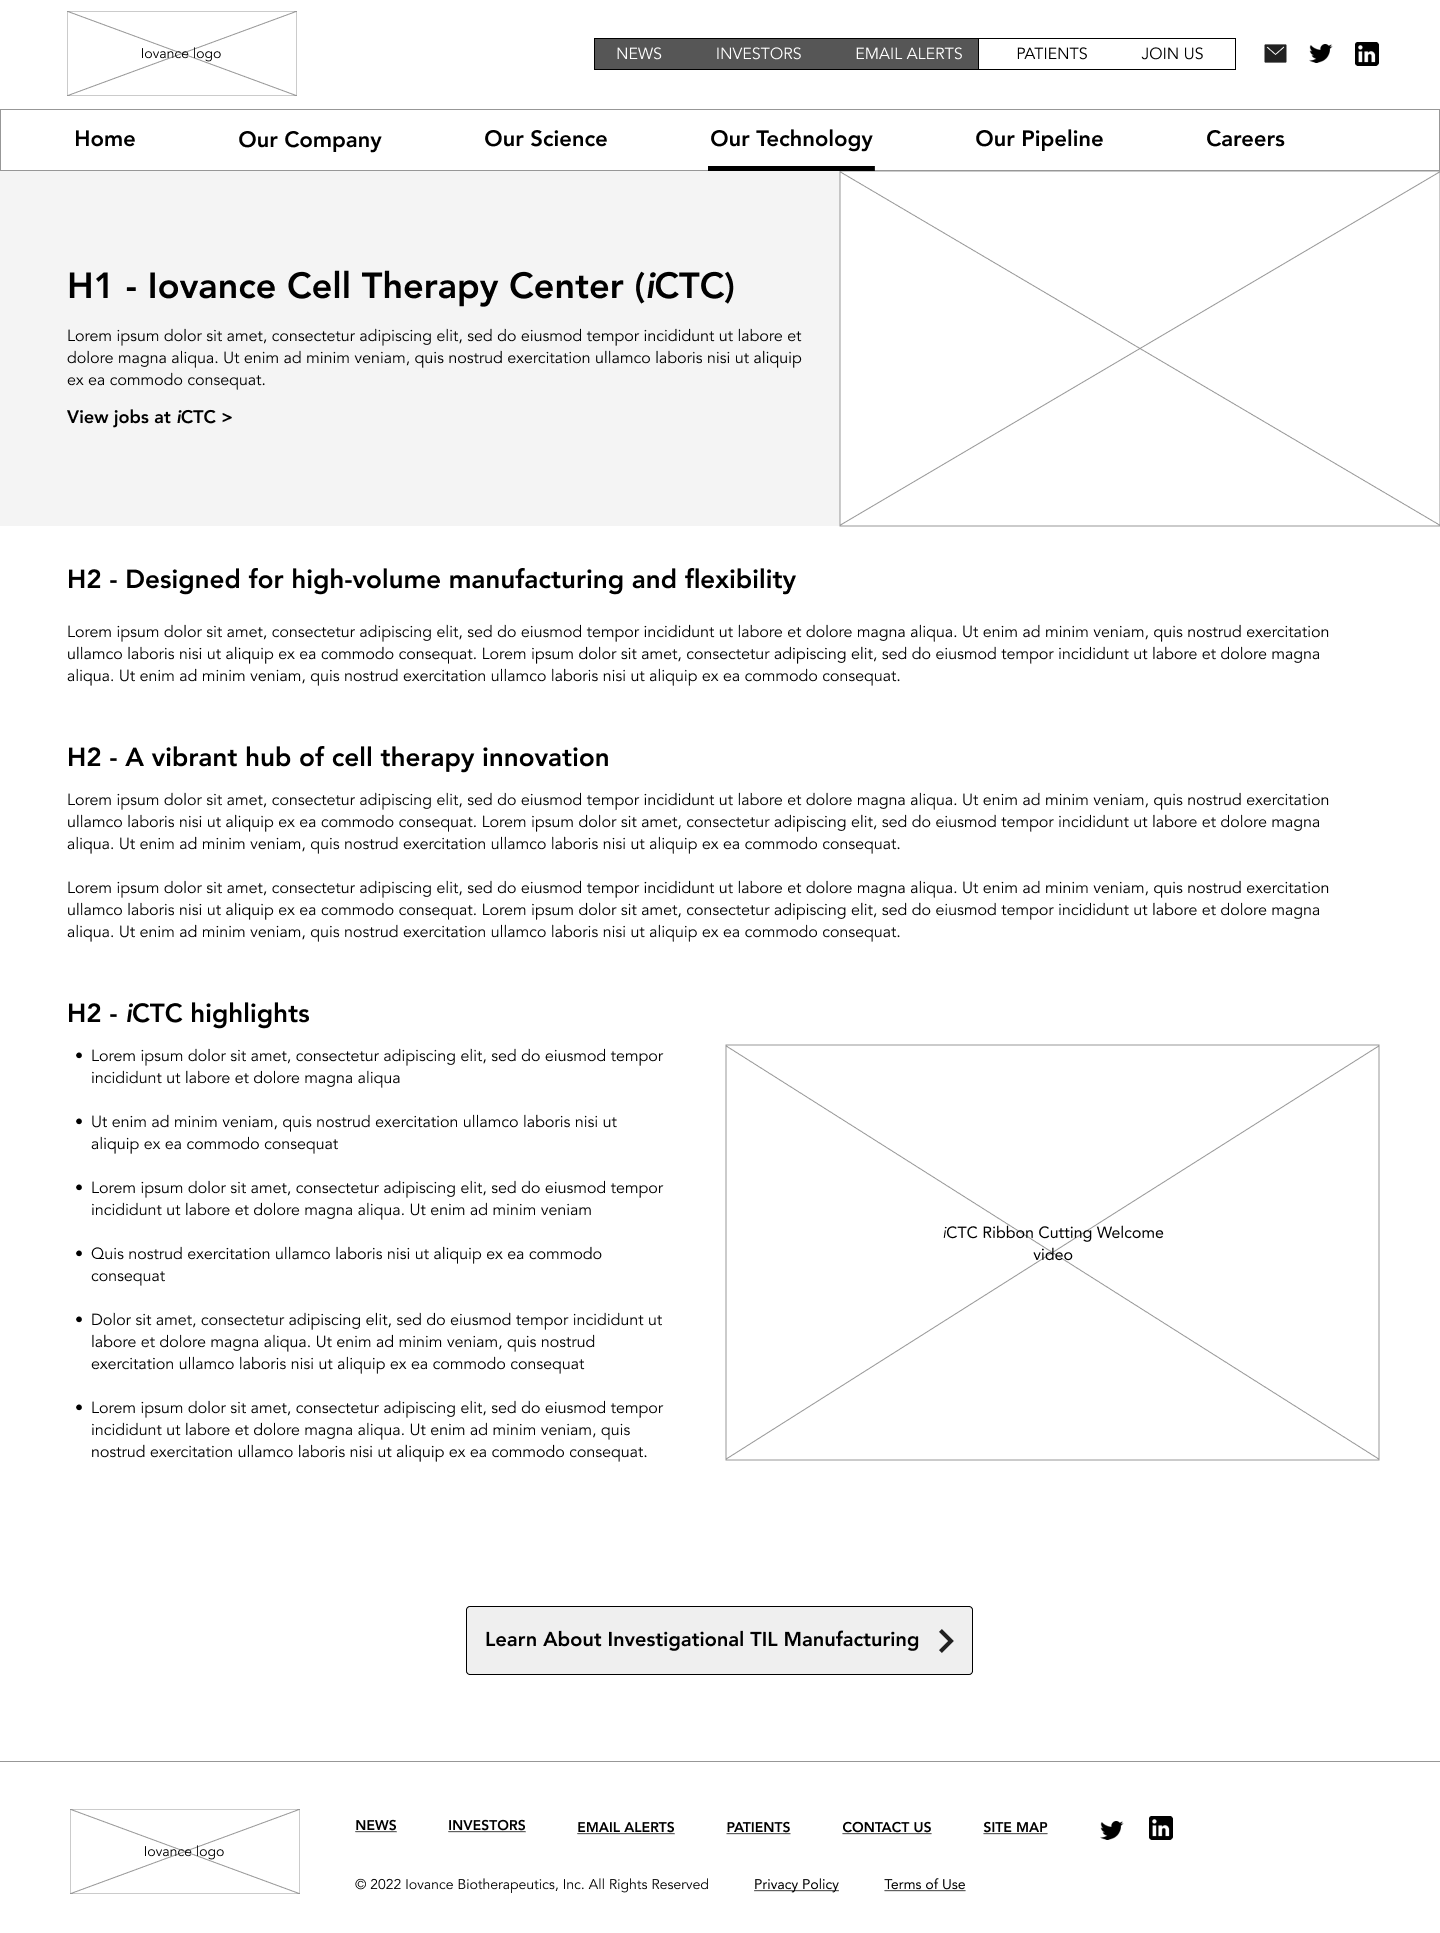 Iovance logo
NEWS INVESTORS EMAIL ALERTS PATIENTS JOIN US
Home Our Company Our Science Our Technology Our Pipeline Careers
H1 - Iovance Cell Therapy Center (iCTC)
Lorem ipsum dolor sit amet, consectetur adipiscing elit, sed do eiusmod tempor incididunt ut labore et
dolore magna aliqua. Ut enim ad minim veniam, quis nostrud exercitation ullamco laboris nisi ut aliquip
ex ea commodo consequat.
View jobs at iCTC >
H2 - Designed for high-volume manufacturing and flexibility
Lorem ipsum dolor sit amet, consectetur adipiscing elit, sed do eiusmod tempor incididunt ut labore et dolore magna aliqua. Ut enim ad minim veniam, quis nostrud exercitation
ullamco laboris nisi ut aliquip ex ea commodo consequat. Lorem ipsum dolor sit amet, consectetur adipiscing elit, sed do eiusmod tempor incididunt ut labore et dolore magna
aliqua. Ut enim ad minim veniam, quis nostrud exercitation ullamco laboris nisi ut aliquip ex ea commodo consequat.
H2 - A vibrant hub of cell therapy innovation
Lorem ipsum dolor sit amet, consectetur adipiscing elit, sed do eiusmod tempor incididunt ut labore et dolore magna aliqua. Ut enim ad minim veniam, quis nostrud exercitation
ullamco laboris nisi ut aliquip ex ea commodo consequat. Lorem ipsum dolor sit amet, consectetur adipiscing elit, sed do eiusmod tempor incididunt ut labore et dolore magna
aliqua. Ut enim ad minim veniam, quis nostrud exercitation ullamco laboris nisi ut aliquip ex ea commodo consequat.
Lorem ipsum dolor sit amet, consectetur adipiscing elit, sed do eiusmod tempor incididunt ut labore et dolore magna aliqua. Ut enim ad minim veniam, quis nostrud exercitation
ullamco laboris nisi ut aliquip ex ea commodo consequat. Lorem ipsum dolor sit amet, consectetur adipiscing elit, sed do eiusmod tempor incididunt ut labore et dolore magna
aliqua. Ut enim ad minim veniam, quis nostrud exercitation ullamco laboris nisi ut aliquip ex ea commodo consequat.
H2 - iCTC highlights
• Lorem ipsum dolor sit amet, consectetur adipiscing elit, sed do eiusmod tempor
incididunt ut labore et dolore magna aliqua
• Ut enim ad minim veniam, quis nostrud exercitation ullamco laboris nisi ut
aliquip ex ea commodo consequat
• Lorem ipsum dolor sit amet, consectetur adipiscing elit, sed do eiusmod tempor
incididunt ut labore et dolore magna aliqua. Ut enim ad minim veniam
• Quis nostrud exercitation ullamco laboris nisi ut aliquip ex ea commodo
consequat
• Dolor sit amet, consectetur adipiscing elit, sed do eiusmod tempor incididunt ut
labore et dolore magna aliqua. Ut enim ad minim veniam, quis nostrud
exercitation ullamco laboris nisi ut aliquip ex ea commodo consequat
• Lorem ipsum dolor sit amet, consectetur adipiscing elit, sed do eiusmod tempor
incididunt ut labore et dolore magna aliqua. Ut enim ad minim veniam, quis
nostrud exercitation ullamco laboris nisi ut aliquip ex ea commodo consequat.
iCTC Ribbon Cutting Welcome
video
Learn About Investigational TIL Manufacturing
Iovance logo
NEWS INVESTORS EMAIL ALERTS PATIENTS CONTACT US SITE MAP
© 2022 Iovance Biotherapeutics, Inc. All Rights Reserved Privacy Policy Terms of Use